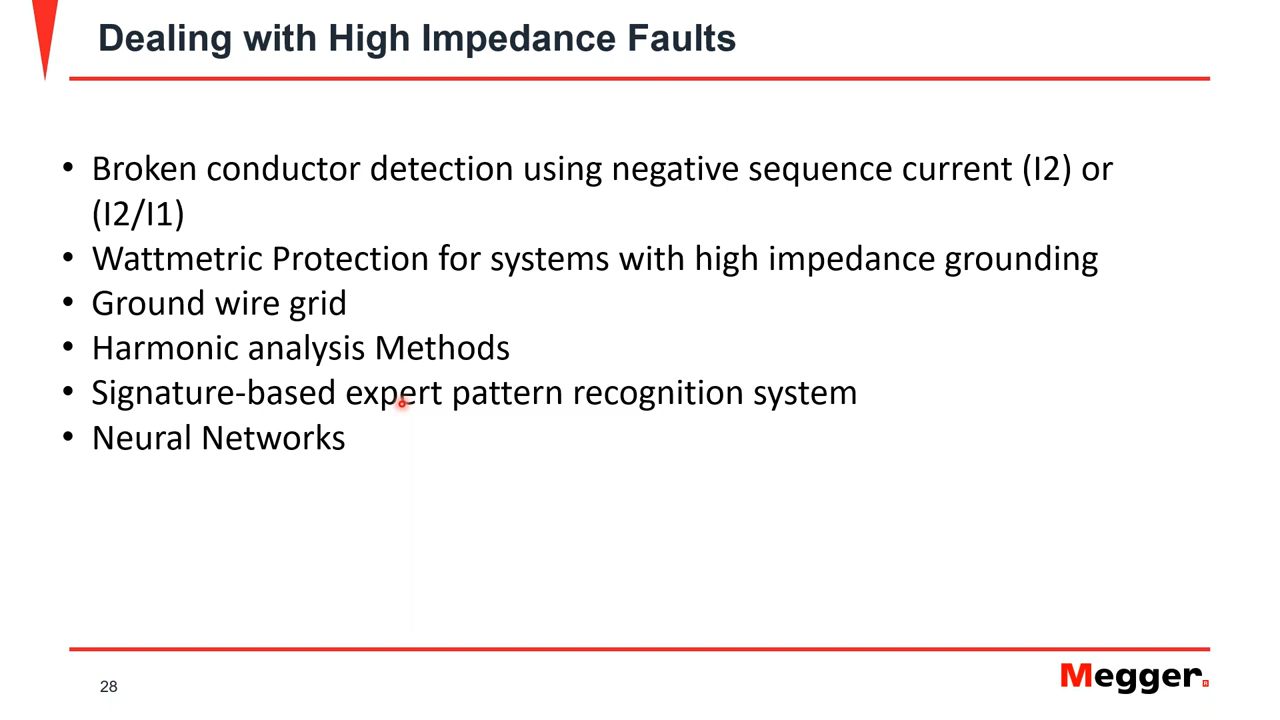 Dealing with High Impedance Faults
• Broken conductor detection using negative sequence current (I2) or
(I2/I1)
• Wattmetric Protection for systems with high impedance grounding
• Ground wire grid
• Harmonic analysis Methods
• Signature-based expert pattern recognition system
• Neural Networks
28
Megger